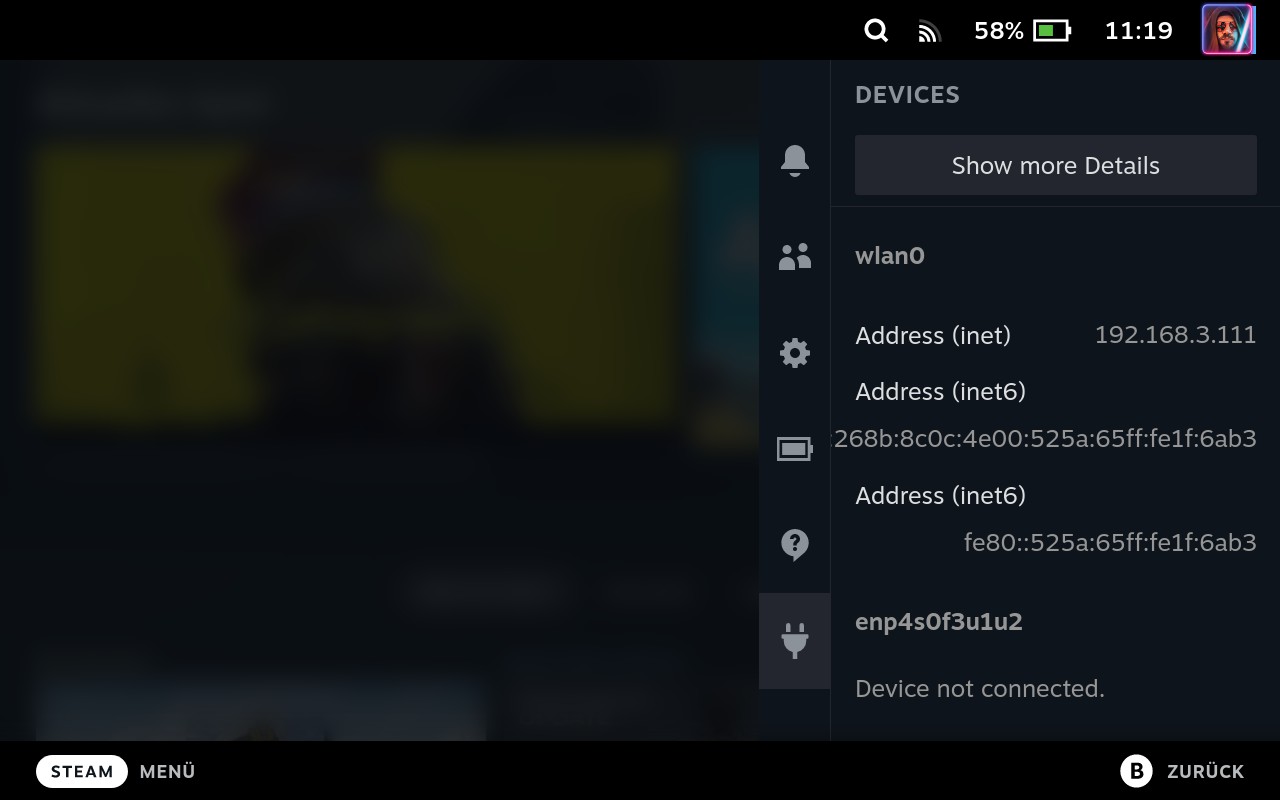 58%
11:19
DEVICES
Show more Details
wlan0
Address (inet) 192.168.3.111
Address (inet6)
:268b:8c0c:4e00:525a:65ff:fe1f:6ab3
Address (inet6)
fe80::525a:65ff:fe1f:6ab3
enp4s0f3u1u2
Device not connected.
STEAM MENÜ
B ZURÜCK